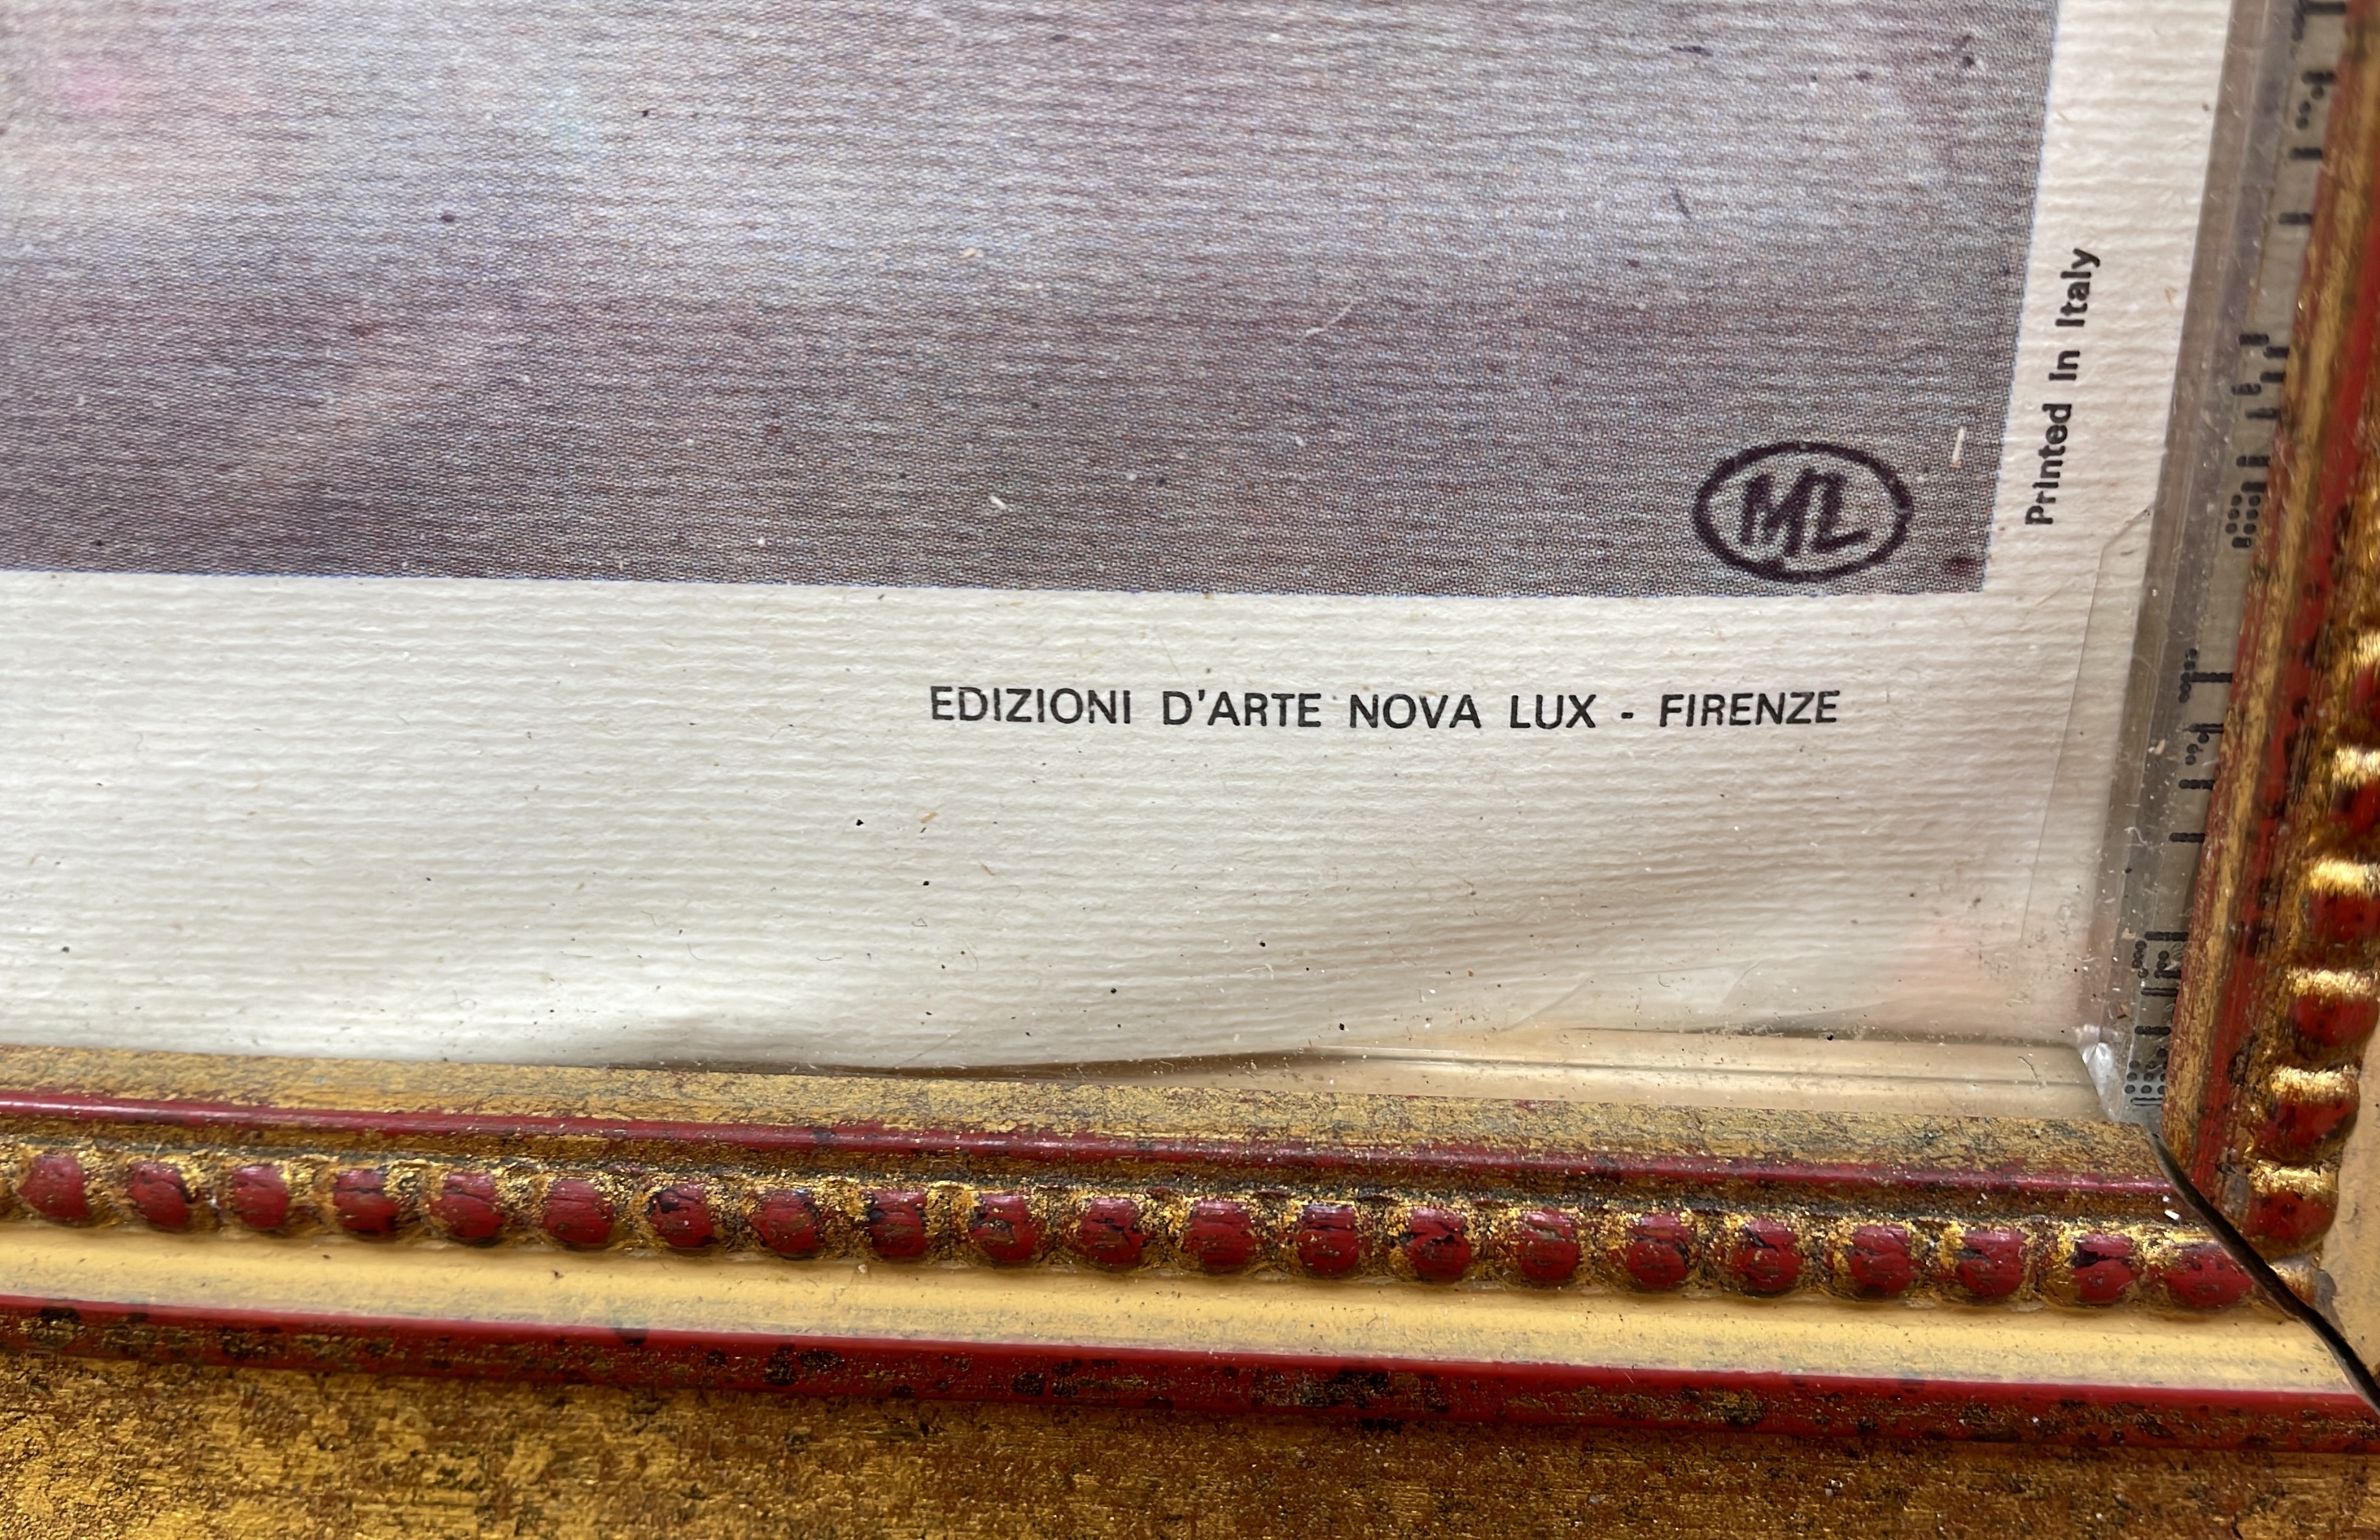 Printed In Italy
ML
EDIZIONI D'ARTE NOVA LUX - FIRENZE